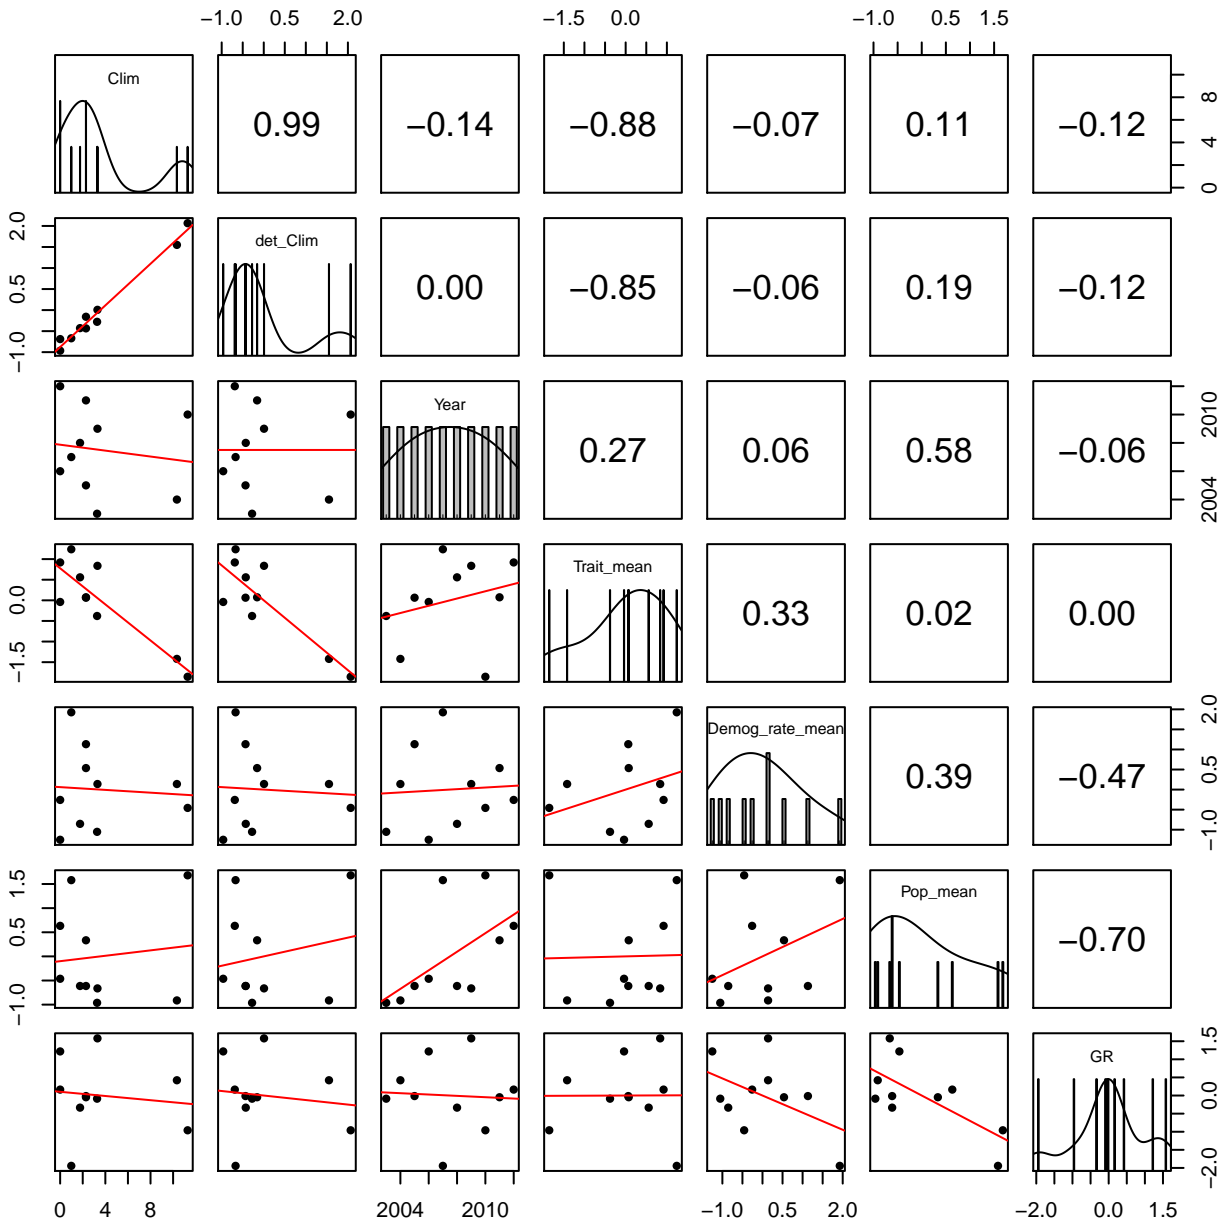 −1.0 0.5 2.0 −1.5 0.0 −1.0 0.5 1.5
Clim 0.99 −0.14 −0.88 −0.07 0.11 −0.12 0 4 8
−1.0 0.5 2.0 det_Clim 0.00 −0.85 −0.06 0.19 −0.12
Year 0.27 0.06 0.58 −0.06 2004 2010
−1.5 0.0 Trait_mean 0.33 0.02 0.00
Demog_rate_mean 0.39 −0.47 −1.0 0.5 2.0
−1.0 0.5 1.5 Pop_mean −0.70
GR −2.0 0.0 1.5
0 4 8 2004 2010 −1.0 0.5 2.0 −2.0 0.0 1.5